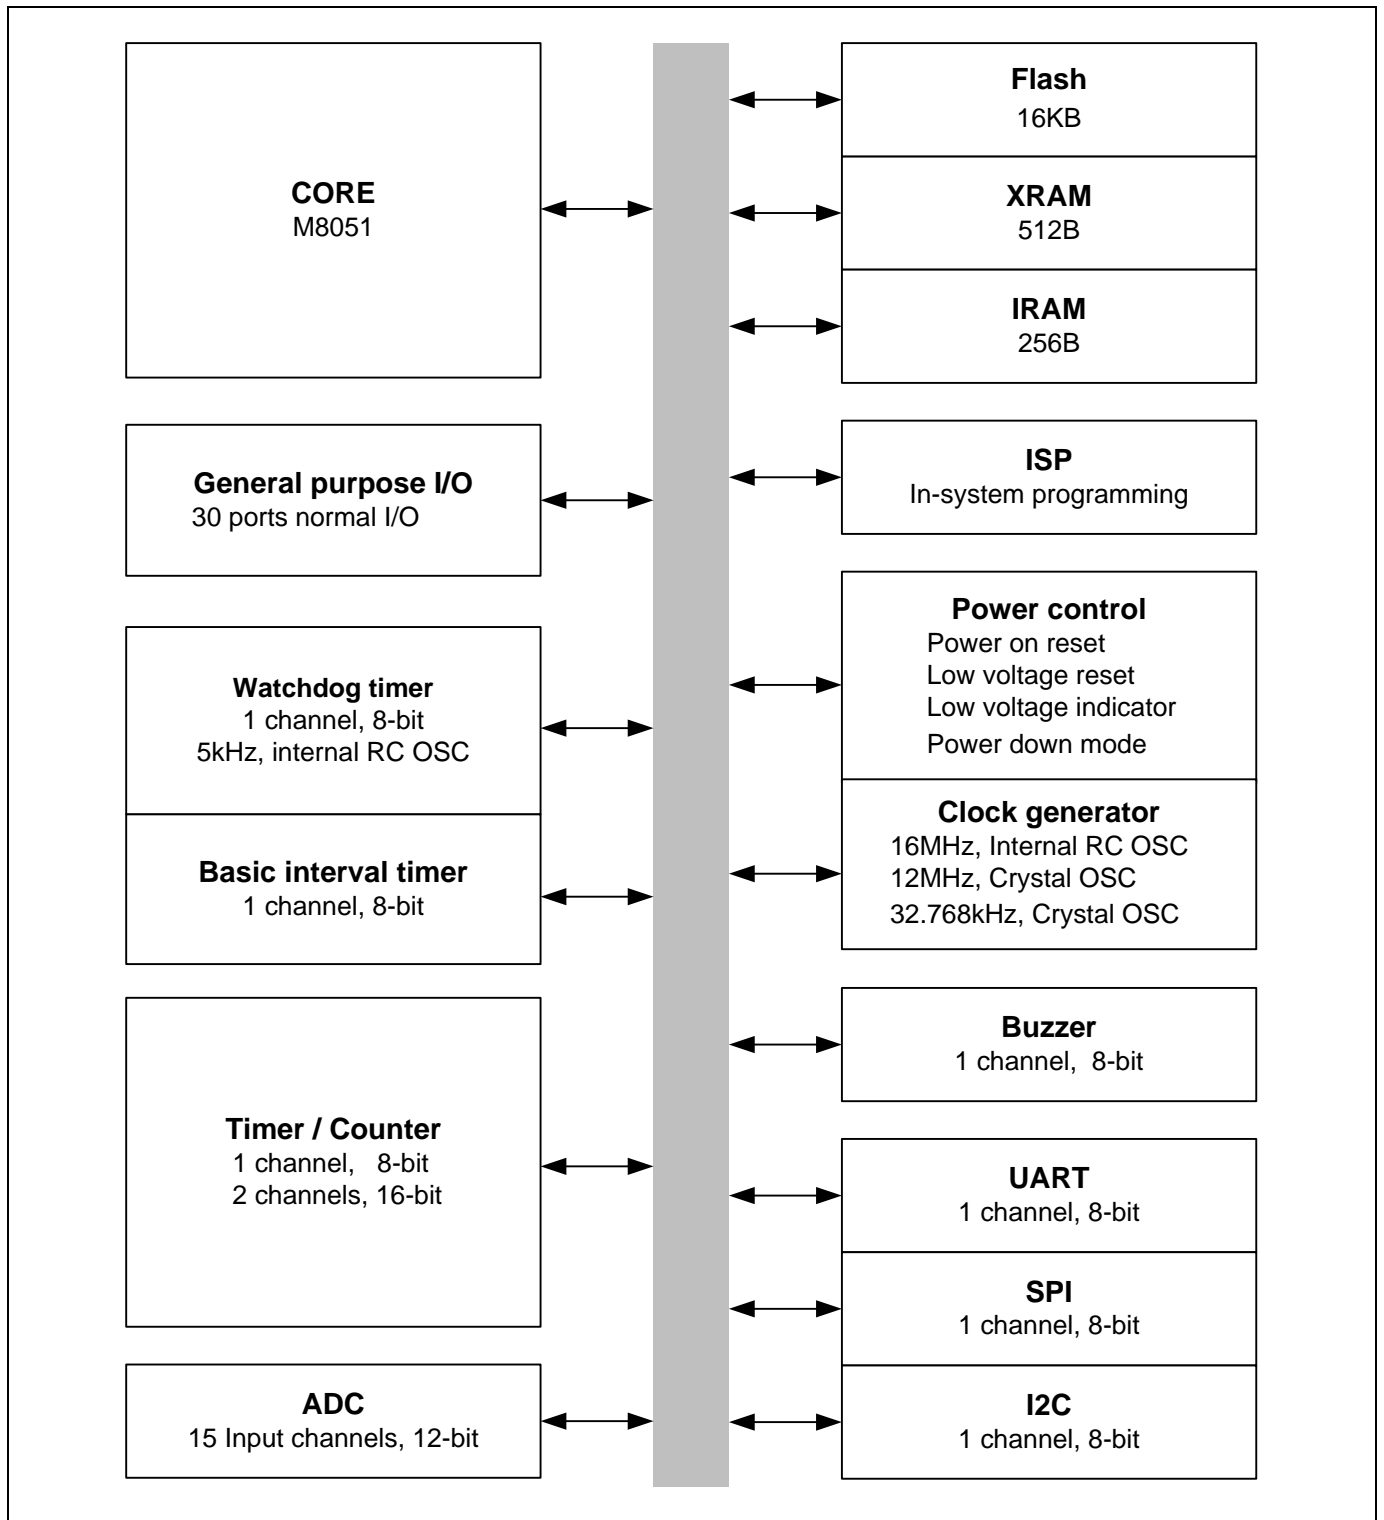 CORE
M8051
General purpose I/O
30 ports normal I/O
Watchdog timer
1 channel, 8-bit
5kHz, internal RC OSC
Basic interval timer
1 channel, 8-bit
Timer / Counter
1 channel, 8-bit
2 channels, 16-bit
ADC
15 Input channels, 12-bit
Flash
16KB
XRAM
512B
IRAM
256B
ISP
In-system programming
Power control
Power on reset
Low voltage reset
Low voltage indicator
Power down mode
Clock generator
16MHz, Internal RC OSC
12MHz, Crystal OSC
32.768kHz, Crystal OSC
Buzzer
1 channel, 8-bit
UART
1 channel, 8-bit
SPI
1 channel, 8-bit
I2C
1 channel, 8-bit